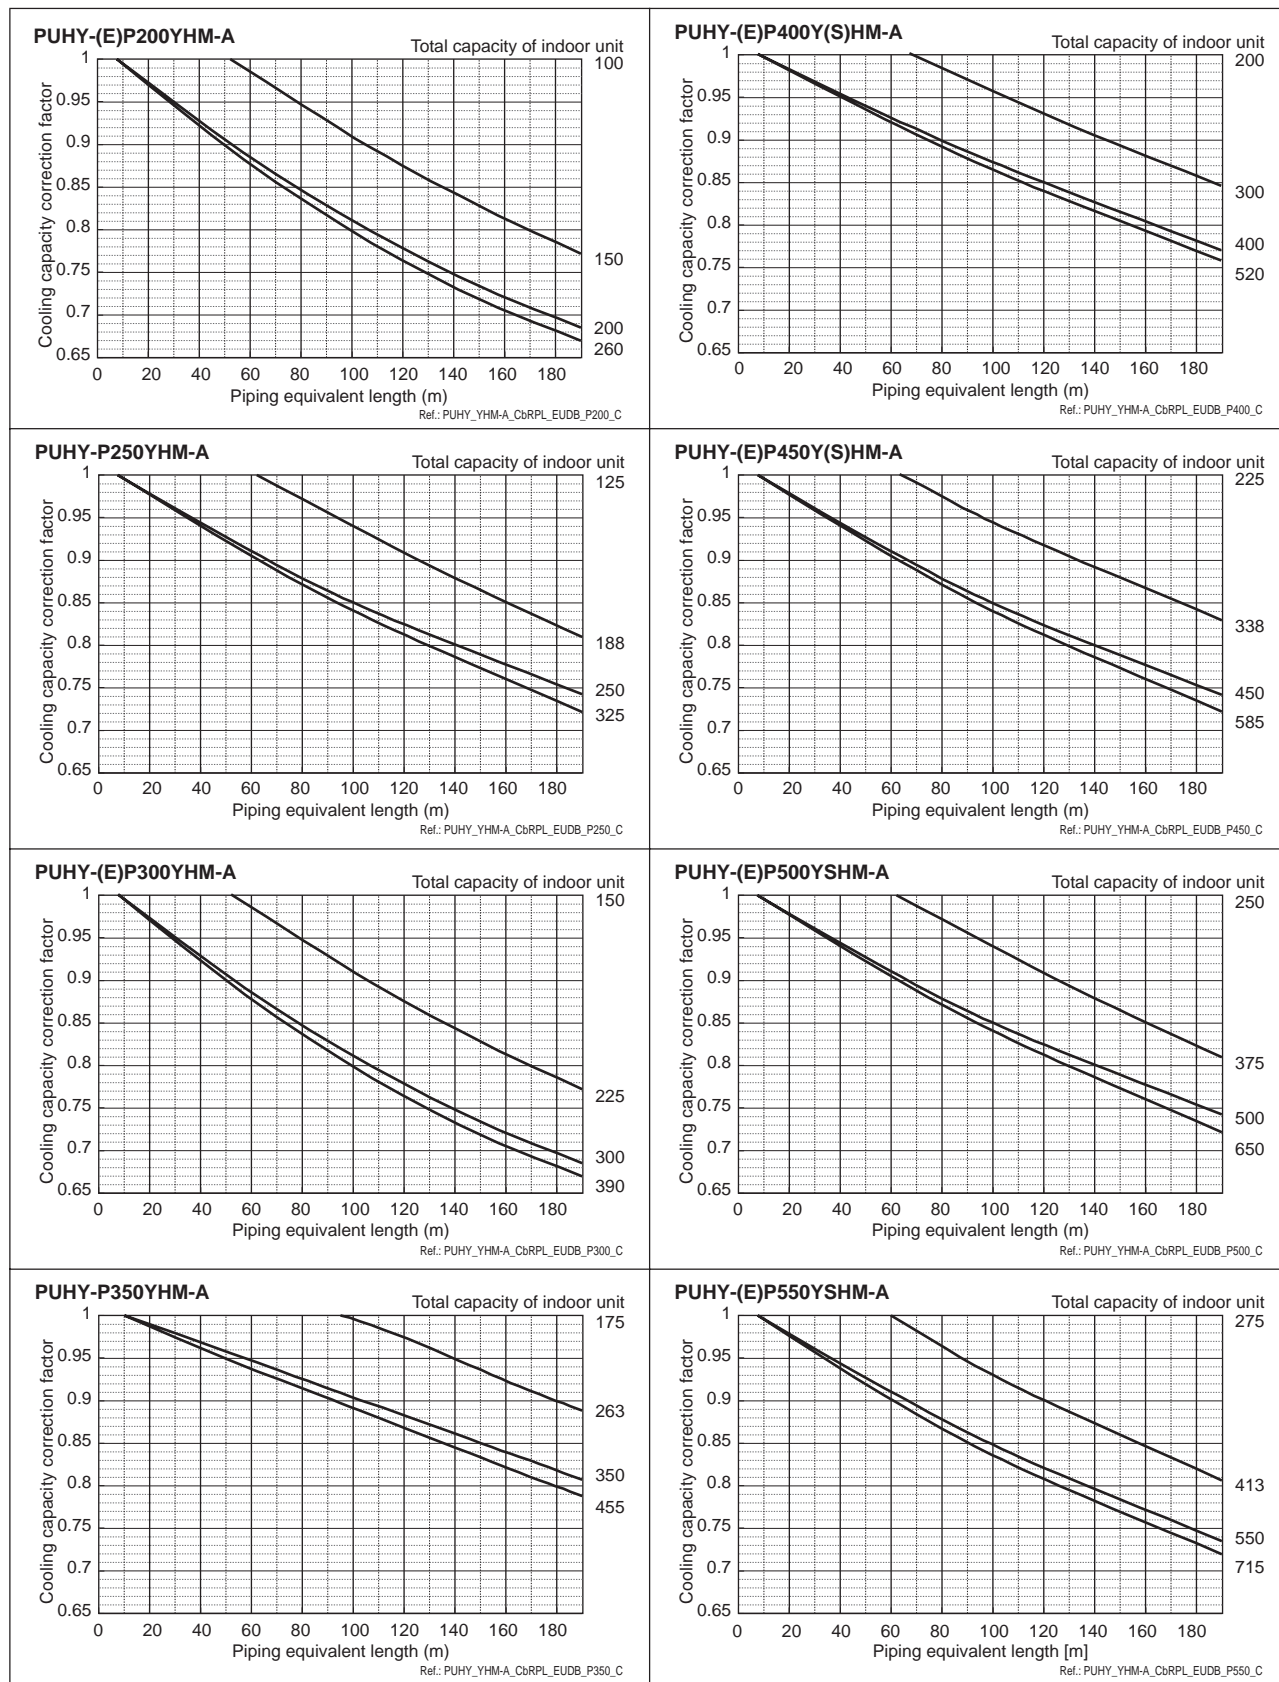 PUHY-(E)P200YHM-A
Total capacity of indoor unit
Cooling capacity correction factor
1
0.95
0.9
0.85
0.8
0.75
0.7
0.65
100
150
200
260
0 20 40 60 80 100 120 140 160 180
Piping equivalent length (m)
Ref.: PUHY_YHM-A_CbRPL_EUDB_P200_C
PUHY-(E)P400Y(S)HM-A
Total capacity of indoor unit
Cooling capacity correction factor
1
0.95
0.9
0.85
0.8
0.75
0.7
0.65
200
300
400
520
0 20 40 60 80 100 120 140 160 180
Piping equivalent length (m)
Ref.: PUHY_YHM-A_CbRPL_EUDB_P400_C
PUHY-P250YHM-A
Total capacity of indoor unit
Cooling capacity correction factor
1
0.95
0.9
0.85
0.8
0.75
0.7
0.65
125
188
250
325
0 20 40 60 80 100 120 140 160 180
Piping equivalent length (m)
Ref.: PUHY_YHM-A_CbRPL_EUDB_P250_C
PUHY-(E)P450Y(S)HM-A
Total capacity of indoor unit
Cooling capacity correction factor
1
0.95
0.9
0.85
0.8
0.75
0.7
0.65
225
338
450
585
0 20 40 60 80 100 120 140 160 180
Piping equivalent length (m)
Ref.: PUHY_YHM-A_CbRPL_EUDB_P450_C
PUHY-(E)P300YHM-A
Total capacity of indoor unit
Cooling capacity correction factor
1
0.95
0.9
0.85
0.8
0.75
0.7
0.65
150
225
300
390
0 20 40 60 80 100 120 140 160 180
Piping equivalent length (m)
Ref.: PUHY_YHM-A_CbRPL_EUDB_P300_C
PUHY-(E)P500YSHM-A
Total capacity of indoor unit
Cooling capacity correction factor
1
0.95
0.9
0.85
0.8
0.75
0.7
0.65
250
375
500
650
0 20 40 60 80 100 120 140 160 180
Piping equivalent length (m)
Ref.: PUHY_YHM-A_CbRPL_EUDB_P500_C
PUHY-P350YHM-A
Total capacity of indoor unit
Cooling capacity correction factor
1
0.95
0.9
0.85
0.8
0.75
0.7
0.65
175
263
350
455
0 20 40 60 80 100 120 140 160 180
Piping equivalent length (m)
Ref.: PUHY_YHM-A_CbRPL_EUDB_P350_C
PUHY-(E)P550YSHM-A
Total capacity of indoor unit
Cooling capacity correction factor
1
0.95
0.9
0.85
0.8
0.75
0.7
0.65
275
413
550
715
0 20 40 60 80 100 120 140 160 180
Piping equivalent length [m]
Ref.: PUHY_YHM-A_CbRPL_EUDB_P550_C